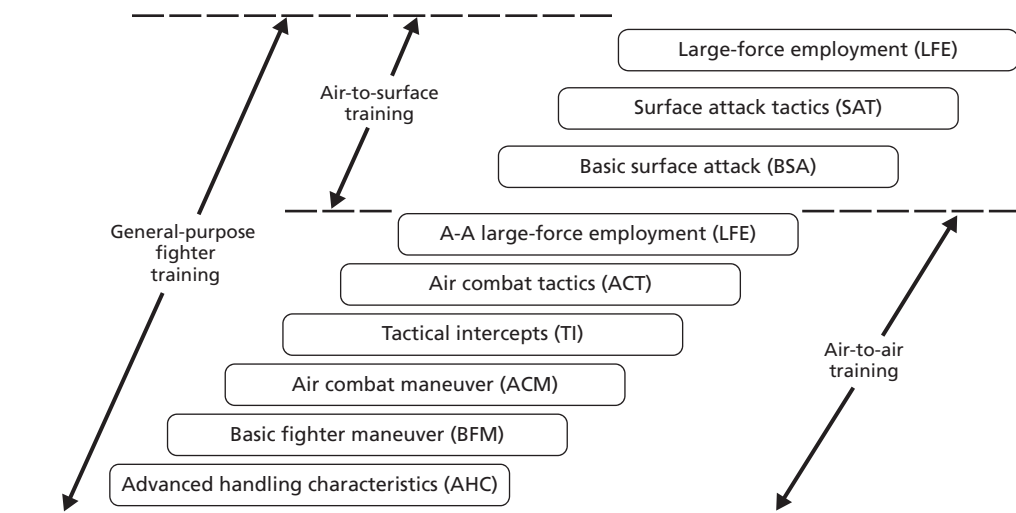 Large-force employment (LFE)
Air-to-surface
training
Surface attack tactics (SAT)
Basic surface attack (BSA)
General-purpose
fighter
training
A-A large-force employment (LFE)
Air combat tactics (ACT)
Tactical intercepts (TI)
Air-to-air
training
Air combat maneuver (ACM)
Basic fighter maneuver (BFM)
Advanced handling characteristics (AHC)